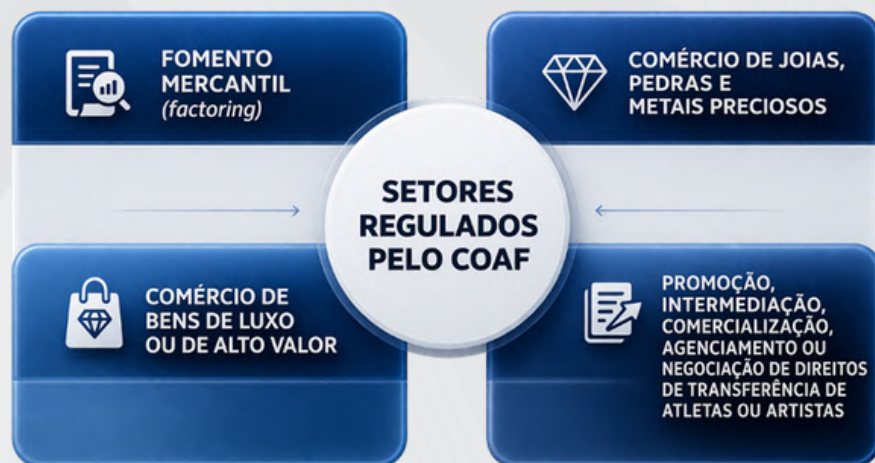 FOMENTO
MERCANTIL
(factoring)
COMÉRCIO DE JOIAS,
PEDRAS E
METAIS PRECIOSOS
SETORES
REGULADOS
PELO COAF
COMÉRCIO DE
BENS DE LUXO
OU DE ALTO VALOR
PROMOÇÃO,
INTERMEDIAÇÃO,
COMERCIALIZAÇÃO,
AGENCIAMENTO OU
NEGOCIAÇÃO DE DIREITOS
DE TRANSFERÊNCIA DE
ATLETAS OU ARTISTAS